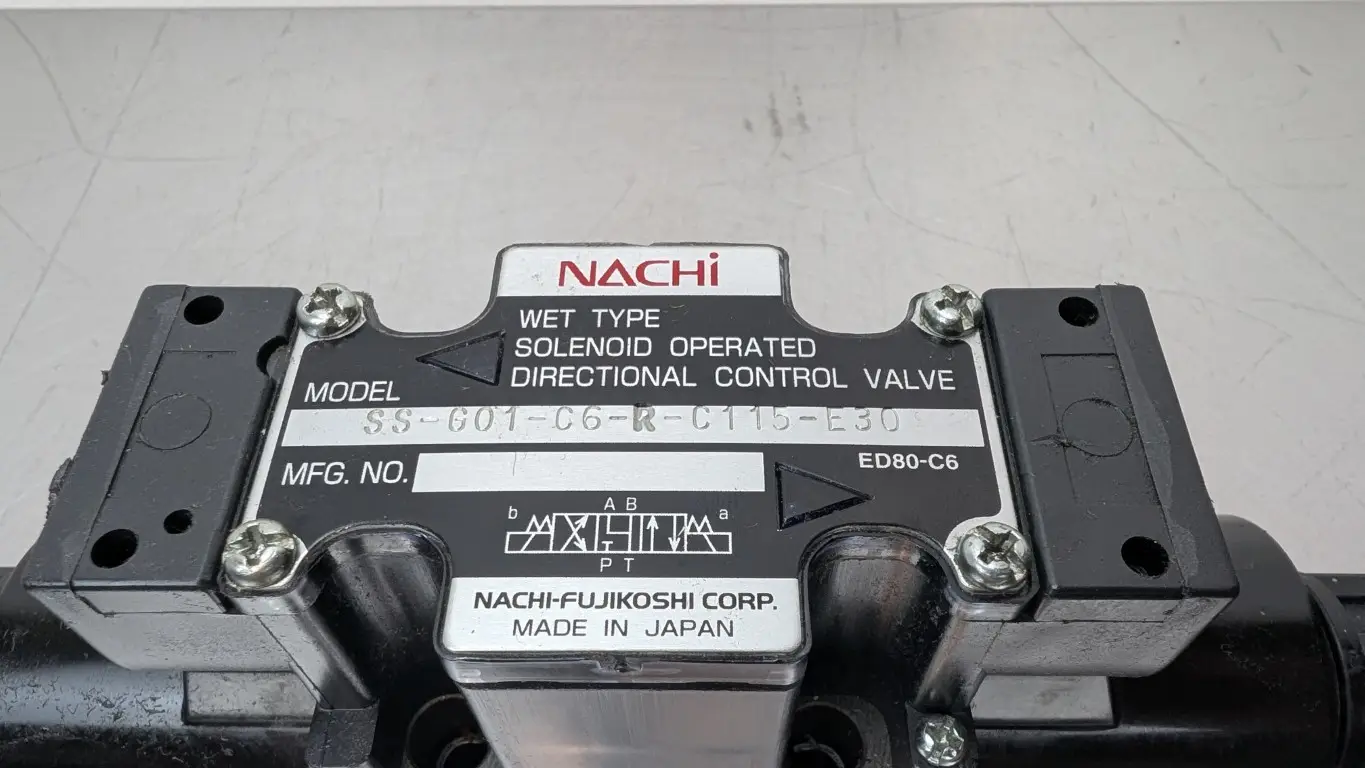 NACHi
WET TYPE
SOLENOID OPERATED
DIRECTIONAL CONTROL VALVE
MODEL
SS-G01-C6-R-C115-E30
MFG. NO.
ED80-C6
b A B a
P T
NACHI-FUJIKOSHI CORP.
MADE IN JAPAN